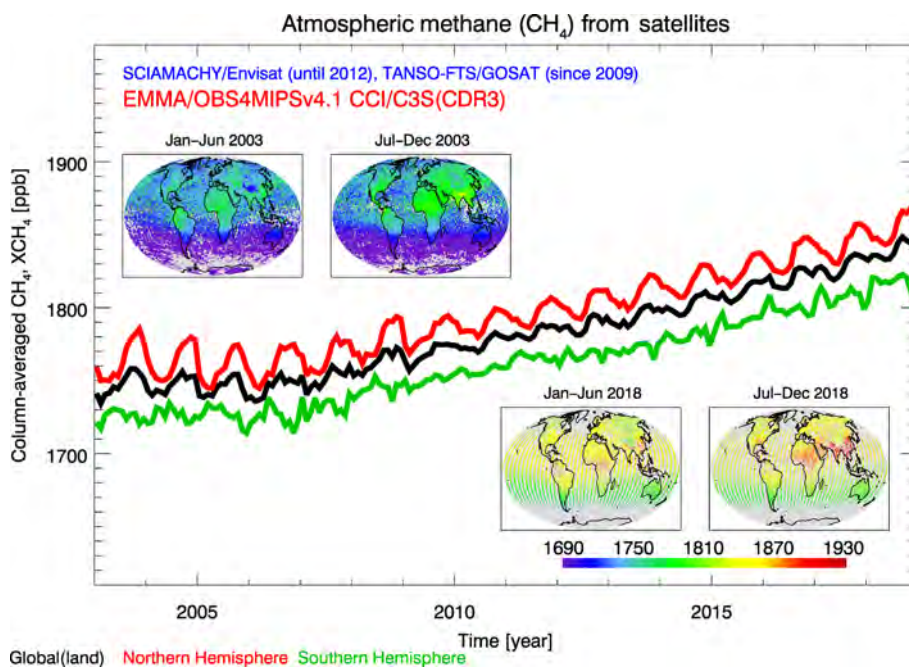 Atmospheric methane (CH₄) from satellites
SCIAMACHY/Envisat (until 2012), TANSO-FTS/GOSAT (since 2009)
EMMA/OBS4MIPSv4.1 CCI/C3S(CDR3)
Jan–Jun 2003 Jul–Dec 2003
Column-averaged CH₄, XCH₄ [ppb]
1900
1800
1700
Jan–Jun 2018 Jul–Dec 2018
1690 1750 1810 1870 1930
2005 2010 2015
Time [year]
Global(land) Northern Hemisphere Southern Hemisphere